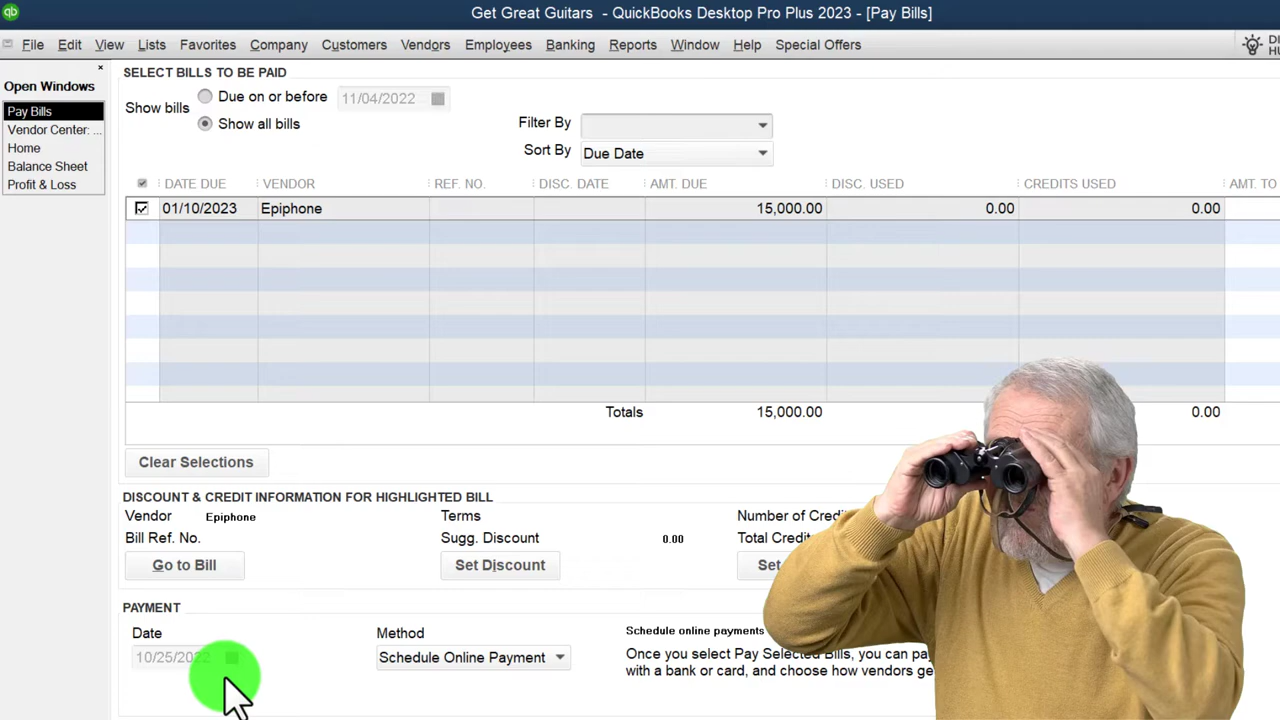 qb
Get Great Guitars - QuickBooks Desktop Pro Plus 2023 - [Pay Bills]
File Edit View Lists Favorites Company Customers Vendors Employees Banking Reports Window Help Special Offers
Open Windows
Pay Bills
Vendor Center: ...
Home
Balance Sheet
Profit & Loss
SELECT BILLS TO BE PAID
Show bills
Due on or before 11/04/2022
Show all bills
Filter By
Sort By Due Date
DATE DUE VENDOR REF. NO. DISC. DATE AMT. DUE DISC. USED CREDITS USED AMT. TO
01/10/2023 Epiphone 15,000.00 0.00 0.00
Totals 15,000.00 0.00
Clear Selections
DISCOUNT & CREDIT INFORMATION FOR HIGHLIGHTED BILL
Vendor Epiphone Terms Number of Credi
Bill Ref. No. Sugg. Discount 0.00 Total Credit
Go to Bill Set Discount Set
PAYMENT
Date Method Schedule online payments
10/25/2022 Schedule Online Payment Once you select Pay Selected Bills, you can pa
with a bank or card, and choose how vendors ge